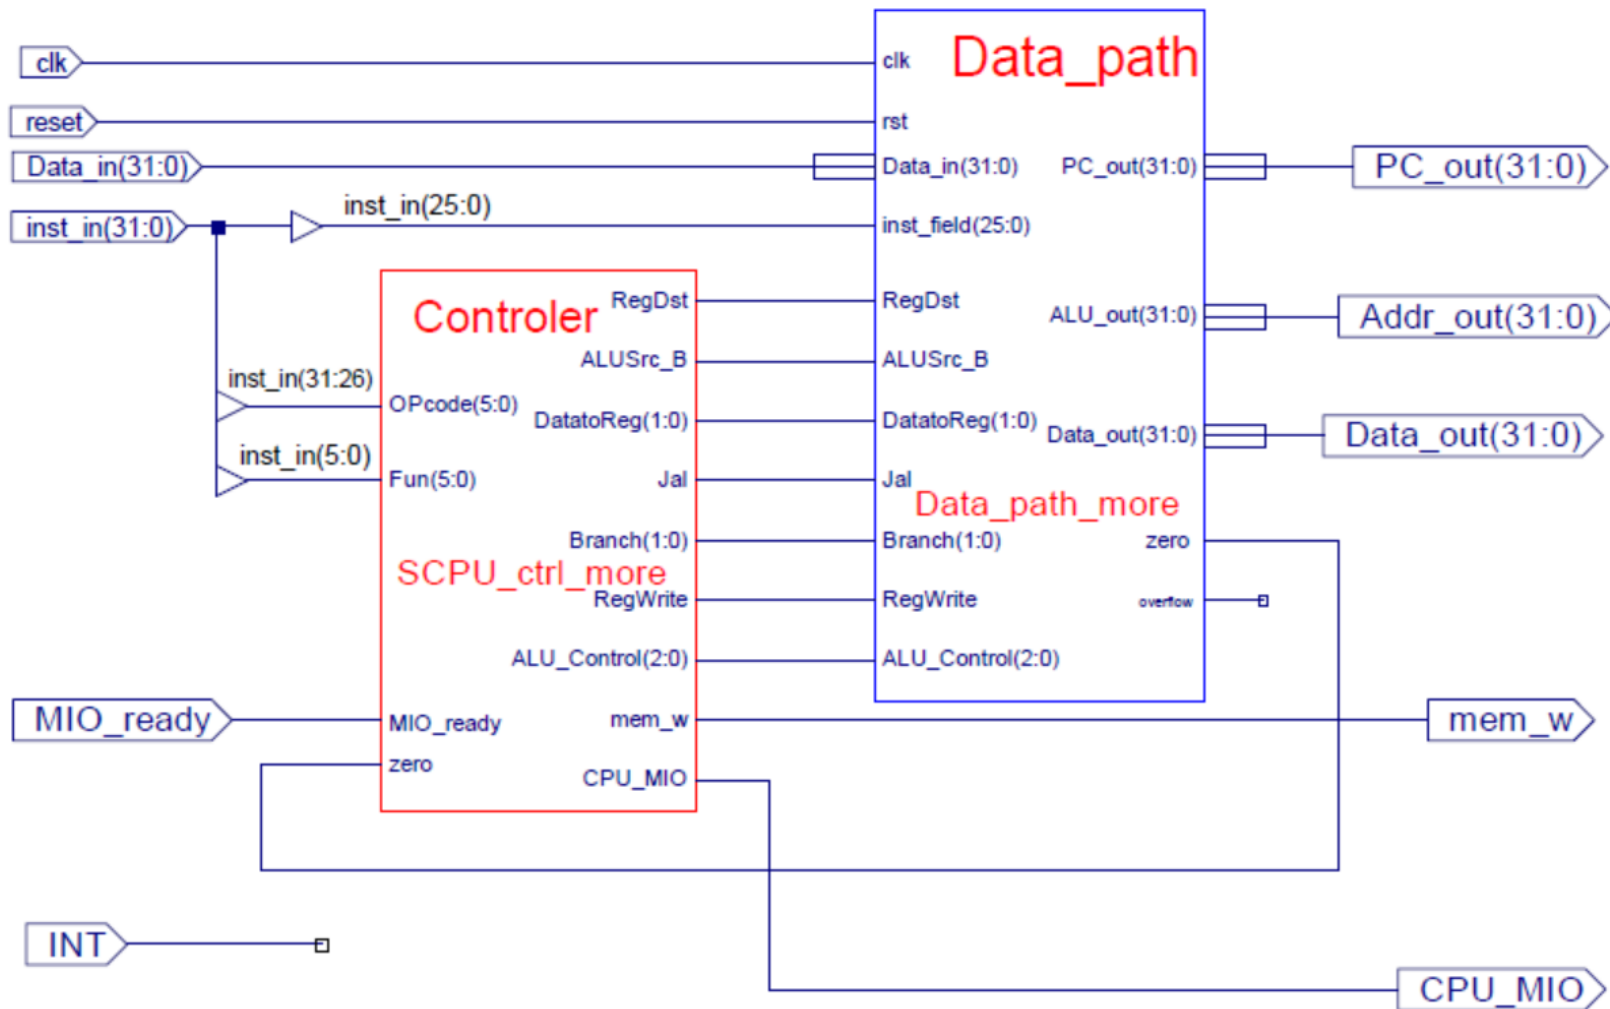 clk
reset
Data_in(31:0)
inst_in(31:0)
inst_in(25:0)
inst_in(31:26)
inst_in(5:0)
MIO_ready
INT
Controler
RegDst
ALUSrc_B
OPcode(5:0)
DatatoReg(1:0)
Fun(5:0)
Jal
Branch(1:0)
SCPU_ctrl_more
RegWrite
ALU_Control(2:0)
MIO_ready
mem_w
zero
CPU_MIO
Data_path
clk
rst
Data_in(31:0)
PC_out(31:0)
inst_field(25:0)
RegDst
ALU_out(31:0)
ALUSrc_B
DatatoReg(1:0)
Data_out(31:0)
Jal
Data_path_more
Branch(1:0)
zero
RegWrite
overflow
ALU_Control(2:0)
PC_out(31:0)
Addr_out(31:0)
Data_out(31:0)
mem_w
CPU_MIO